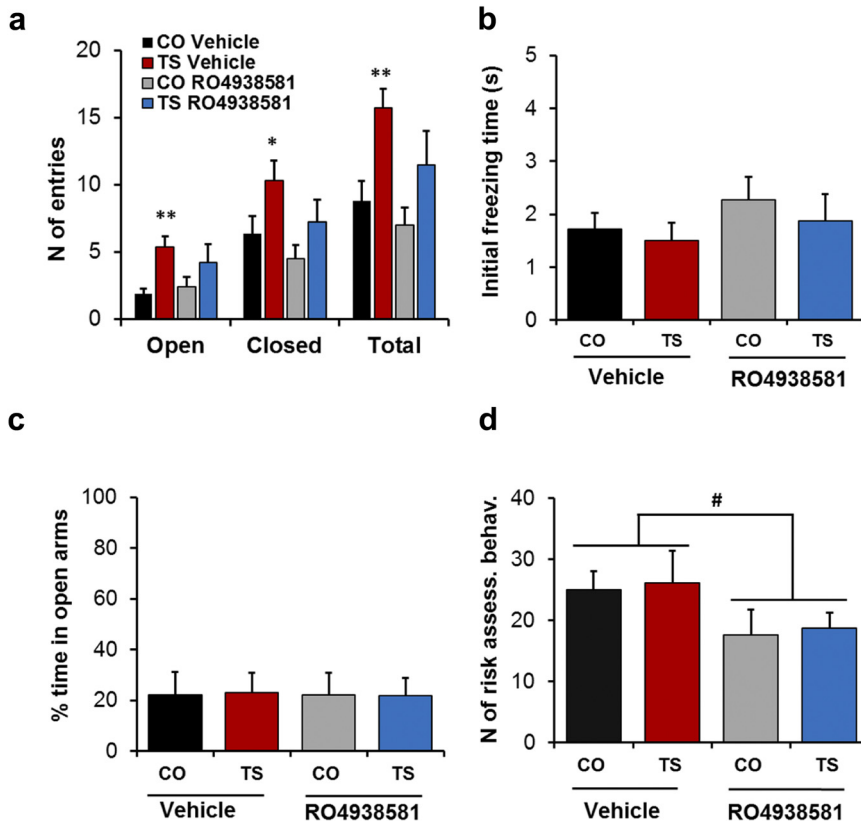 a
20
15
10
5
0
N of entries
CO Vehicle
TS Vehicle
CO RO4938581
TS RO4938581
**
*
**
Open Closed Total
b
5
4
3
2
1
0
Initial freezing time (s)
CO TS CO TS
Vehicle RO4938581
c
100
80
60
40
20
0
% time in open arms
CO TS CO TS
Vehicle RO4938581
d
40
30
20
10
0
N of risk assess. behav.
#
CO TS CO TS
Vehicle RO4938581